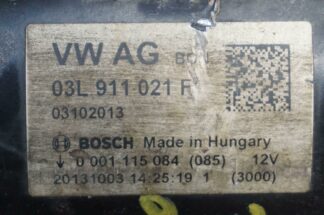 VW AG
03L 911 021 F
03102013
BOSCH Made in Hungary
0 001 115 084 (085) 12V
20131003 14:25:19 1 (3000)